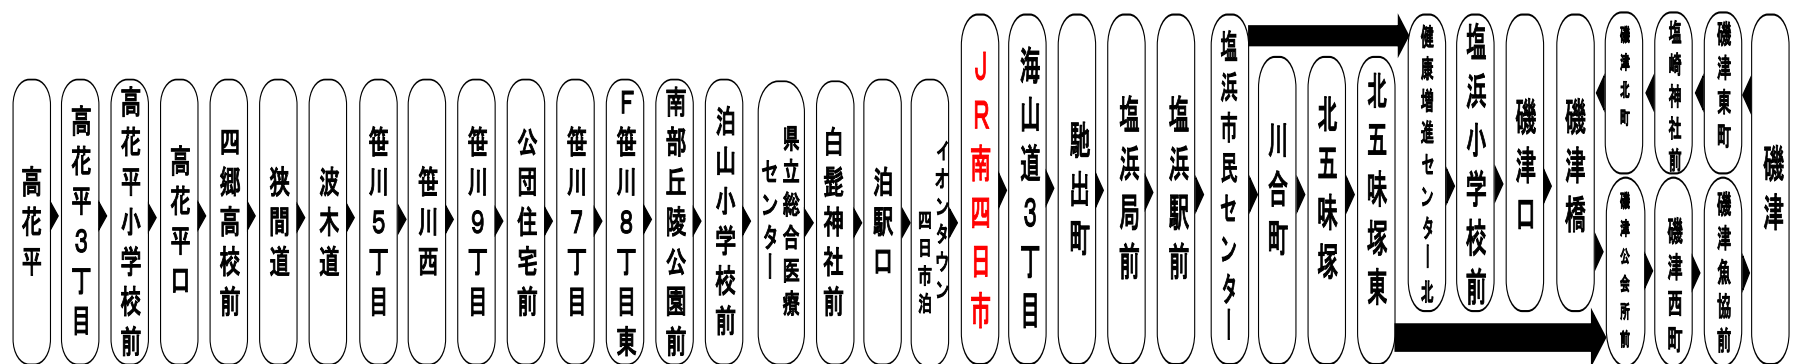 高花平
高花平３丁目
高花平小学校前
高花平口
四郷高校前
狭間道
波木道
笹川５丁目
笹川西
笹川９丁目
公団住宅前
笹川７丁目
Ｆ笹川８丁目東
南部丘陵公園前
泊山小学校前
県立総合医療
センター
白髭神社前
泊駅口
イオンタウン
四日市泊
ＪＲ南四日市
海山道３丁目
馳出町
塩浜局前
塩浜駅前
塩浜市民センター
川合町
北五味塚
北五味塚東
健康増進センター北
塩浜小学校前
磯津口
磯津橋
磯津北町
塩崎神社前
磯津東町
磯津公会所前
磯津西町
磯津魚協前
磯津